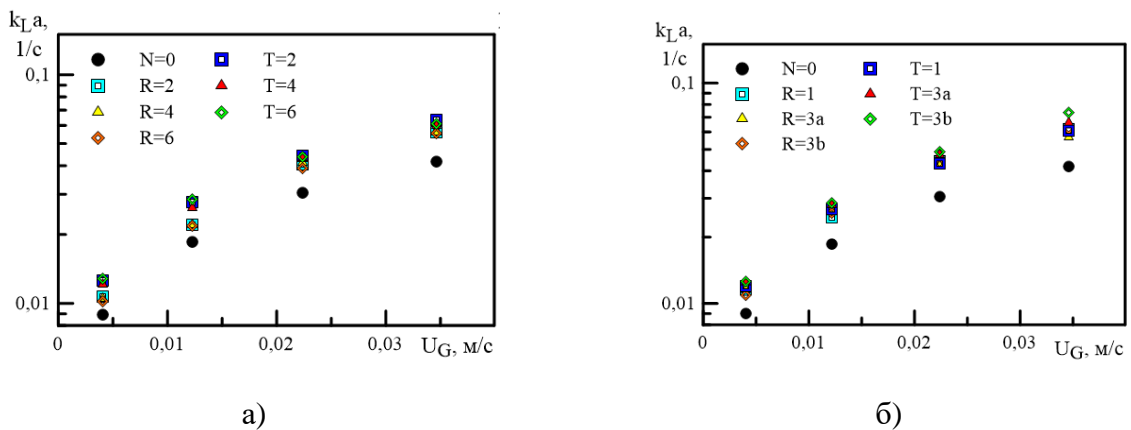 kLa,
1/c
N=0 T=2
R=2 T=4
R=4 T=6
R=6
0.1
0,01
0 0,01 0,02 0,03 UG, м/c
а)
kLa,
1/c
N=0 T=1
R=1 T=3a
R=3a T=3b
R=3b
0,1
0,01
0 0,01 0,02 0,03 UG, м/c
б)